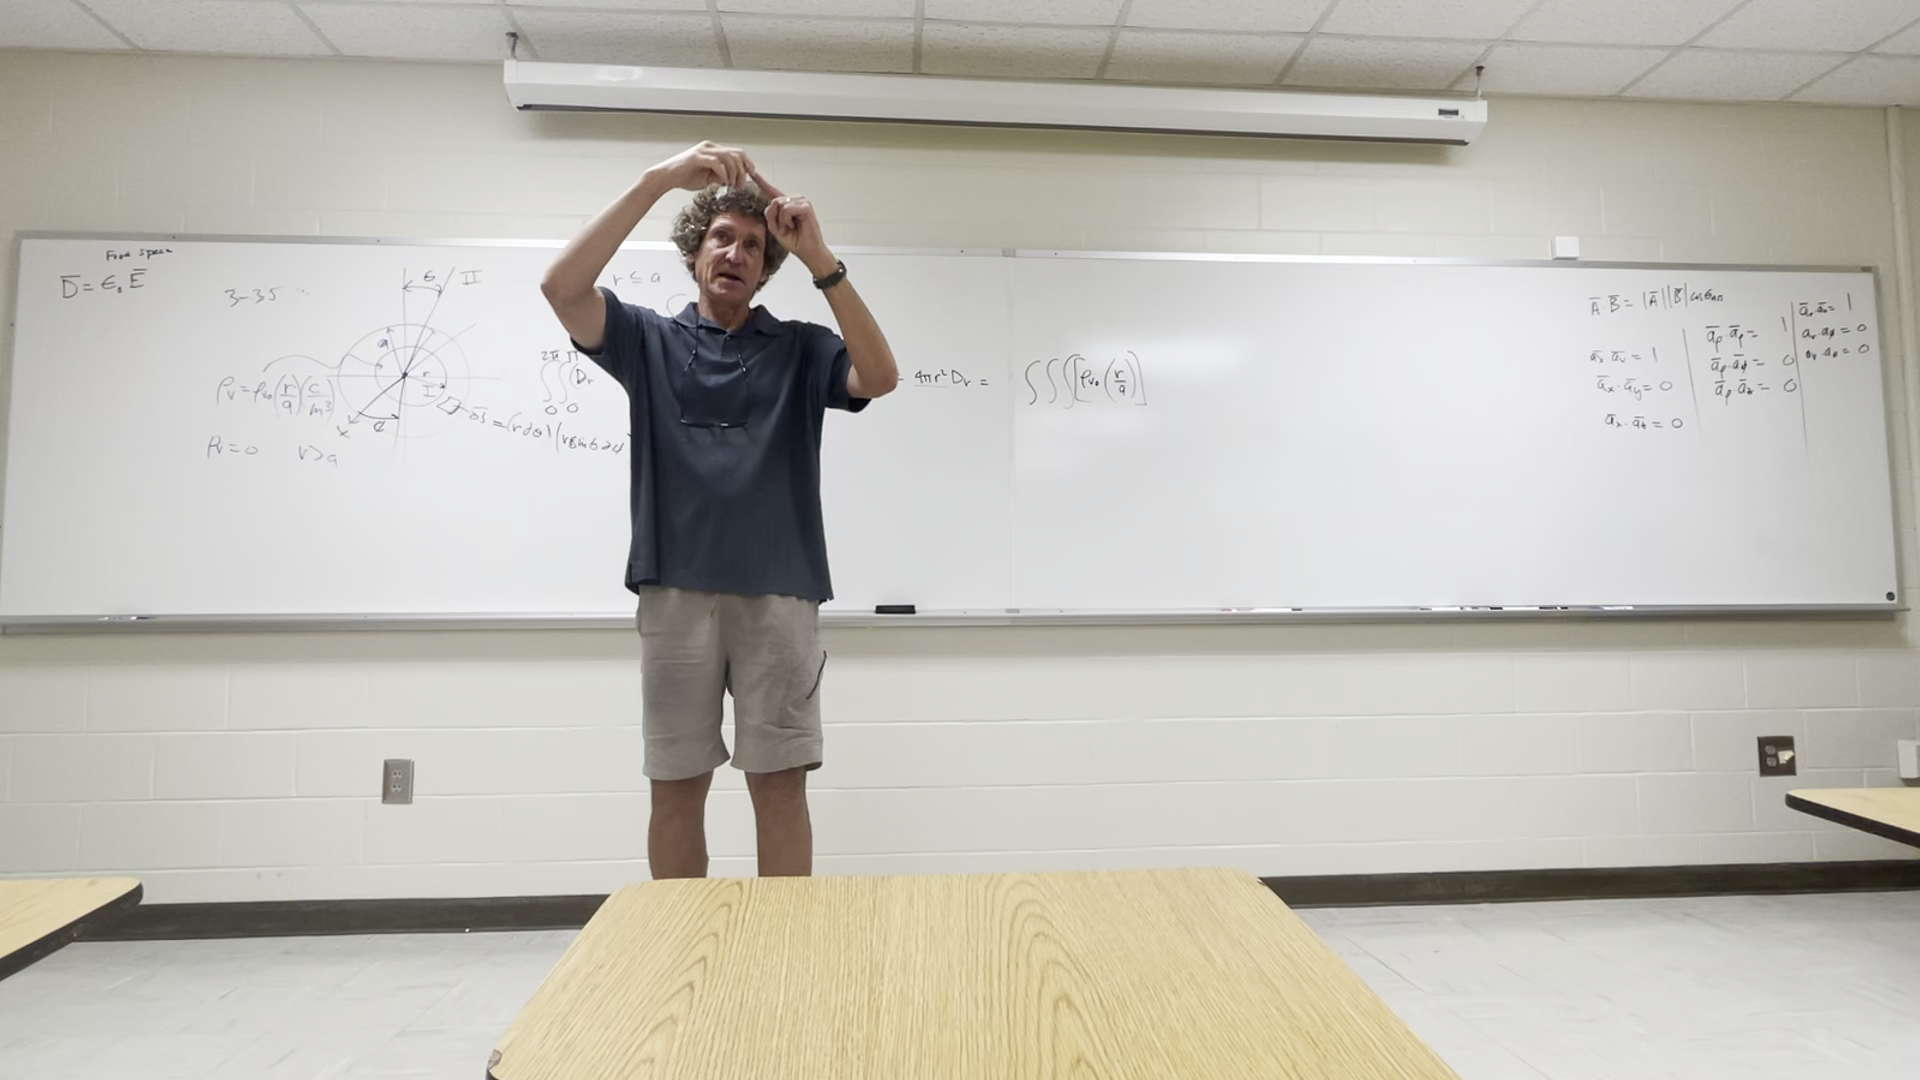 Free space
D̄ = ε₀ Ē
3-35
θ
II
a
r
I
ρv = ρv₀ (r/a) (c/m³)
x
ρv = 0 r > a
d̄s = (r dθ)(r sinθ dφ
r ≤ a
2π π
∫ ∫ (Dr
0 0
4πr² Dr =
∫∫∫ [ρv₀ (r/a)]
Ā · B̄ = |Ā||B̄| cos θAB
āx · āx = 1
āx · āy = 0
āx · āz = 0
āρ · āρ = 1
āρ · āφ = 0
āρ · āz = 0
ār · ār = 1
ar · aφ = 0
ar · aθ = 0